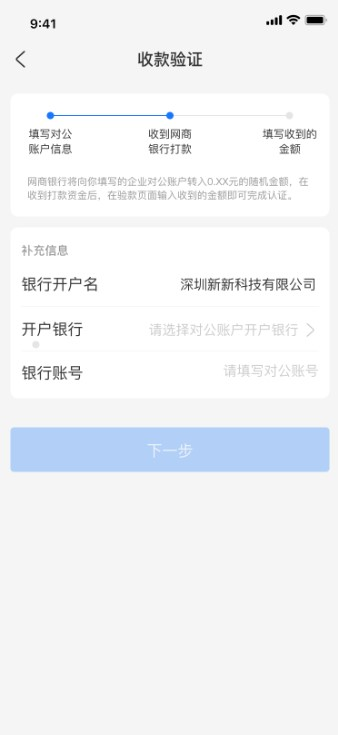 9:41
收款验证
填写对公
账户信息
收到网商
银行打款
填写收到的
金额
网商银行将向你填写的企业对公账户转入0.XX元的随机金额，在
收到打款资金后，在验款页面输入收到的金额即可完成认证。
补充信息
银行开户名 深圳新新科技有限公司
开户银行 请选择对公账户开户银行
银行账号 请填写对公账号
下一步